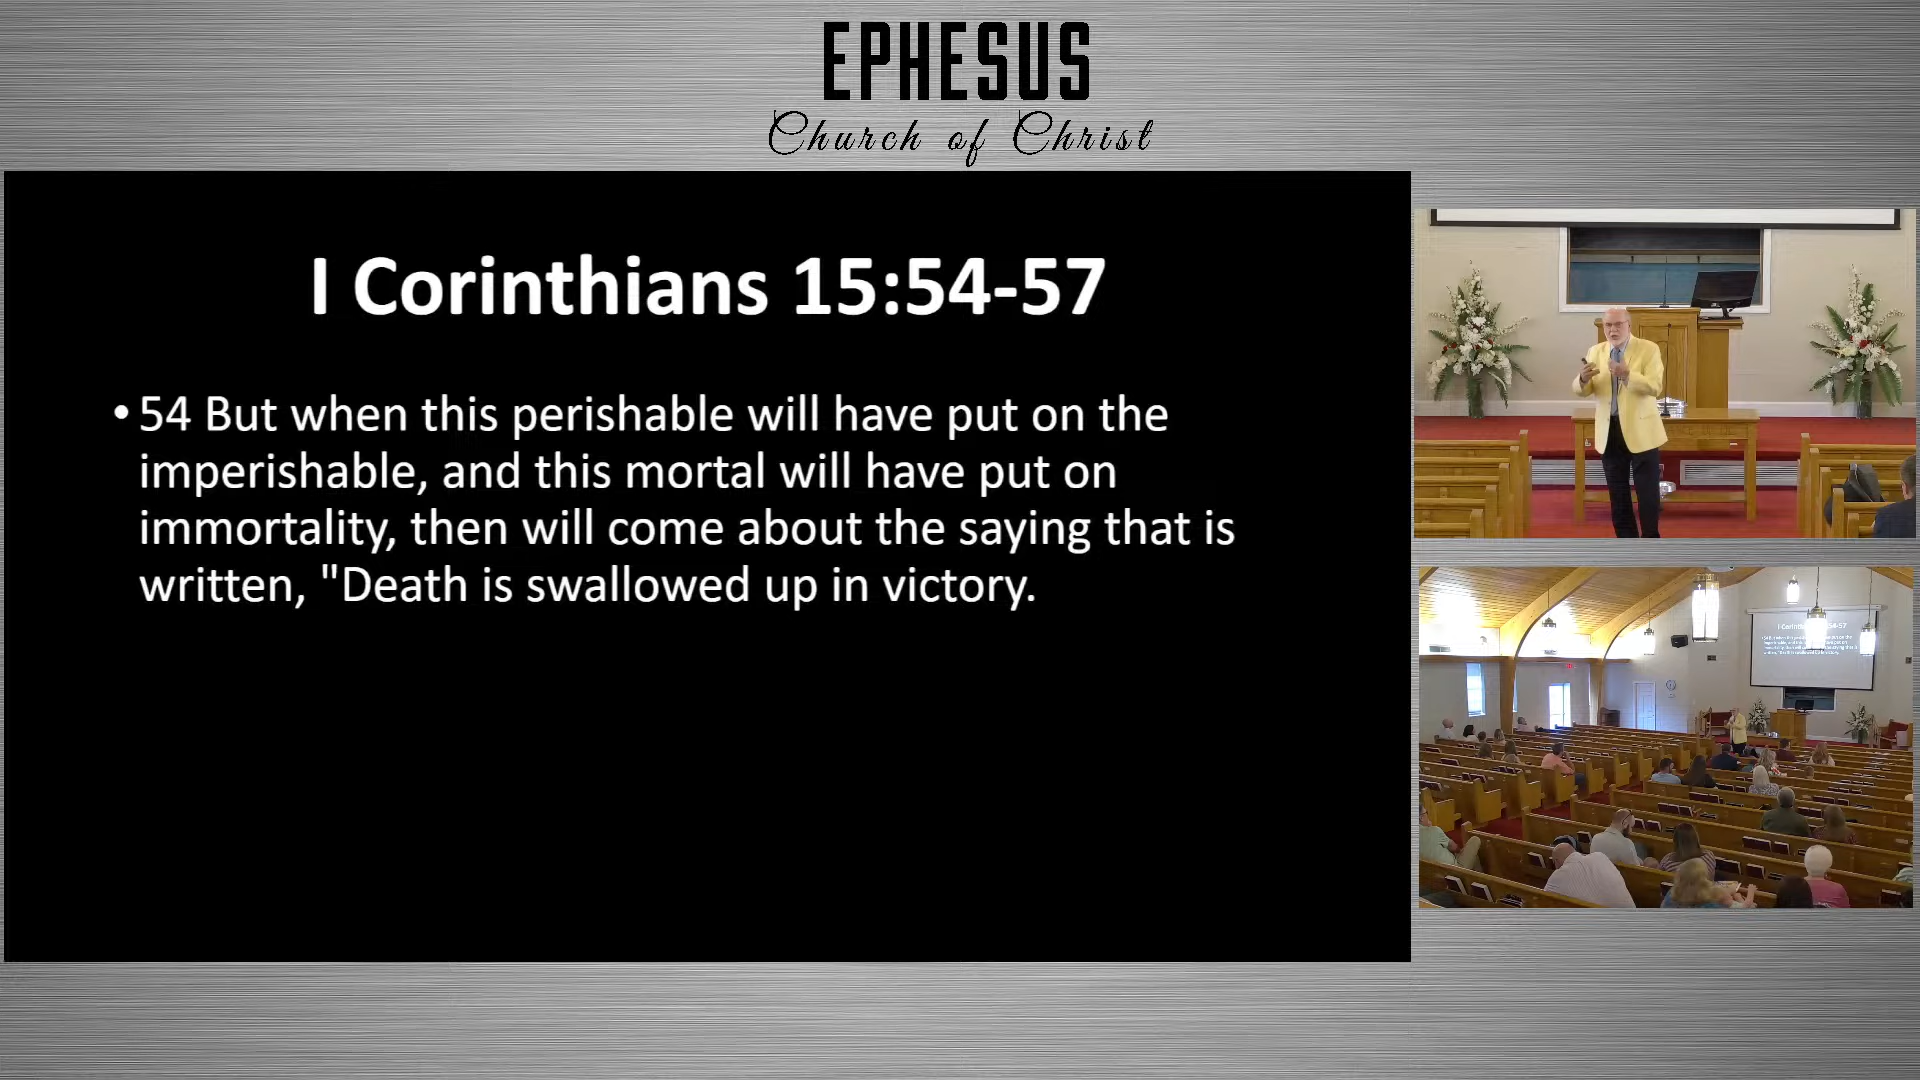 EPHESUS
Church of Christ
I Corinthians 15:54-57
• 54 But when this perishable will have put on the
imperishable, and this mortal will have put on
immortality, then will come about the saying that is
written, "Death is swallowed up in victory.